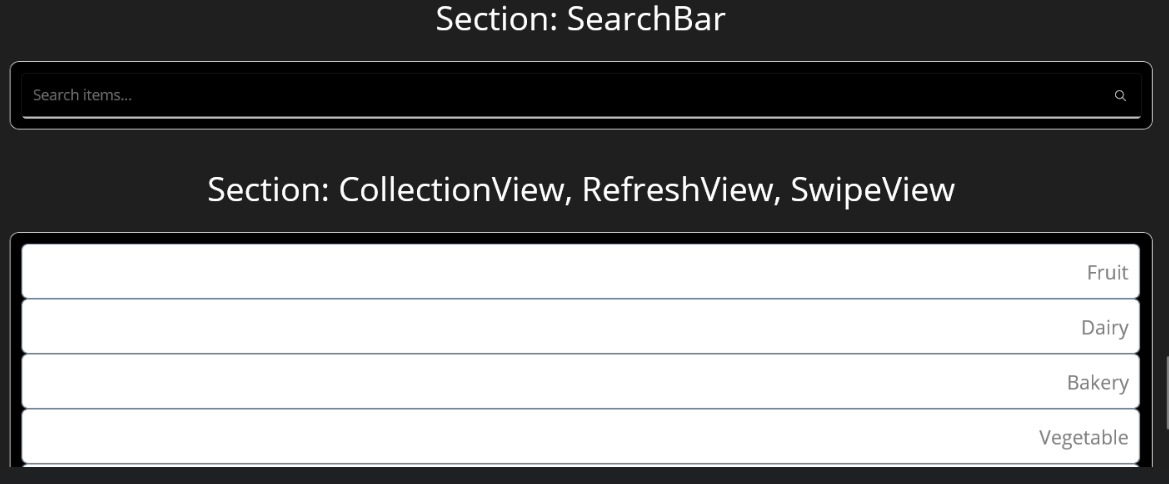 Section: SearchBar
Search items...
Section: CollectionView, RefreshView, SwipeView
Fruit
Dairy
Bakery
Vegetable